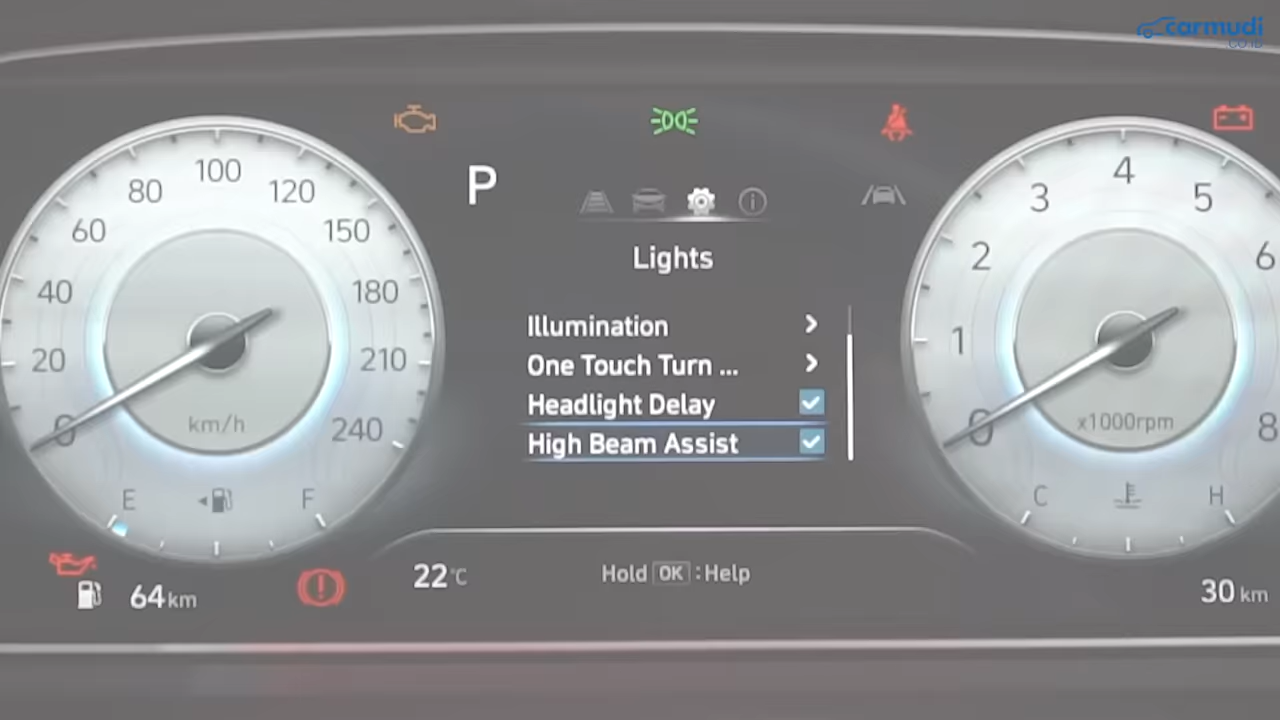 carmudi
.CO.ID
100
80
120
60
150
40
180
20
210
0
240
km/h
E
F
64 km
P
i
Lights
Illumination
One Touch Turn ...
Headlight Delay
High Beam Assist
22°C
Hold OK : Help
4
3
5
2
6
1
0
8
x1000rpm
C
H
30 km